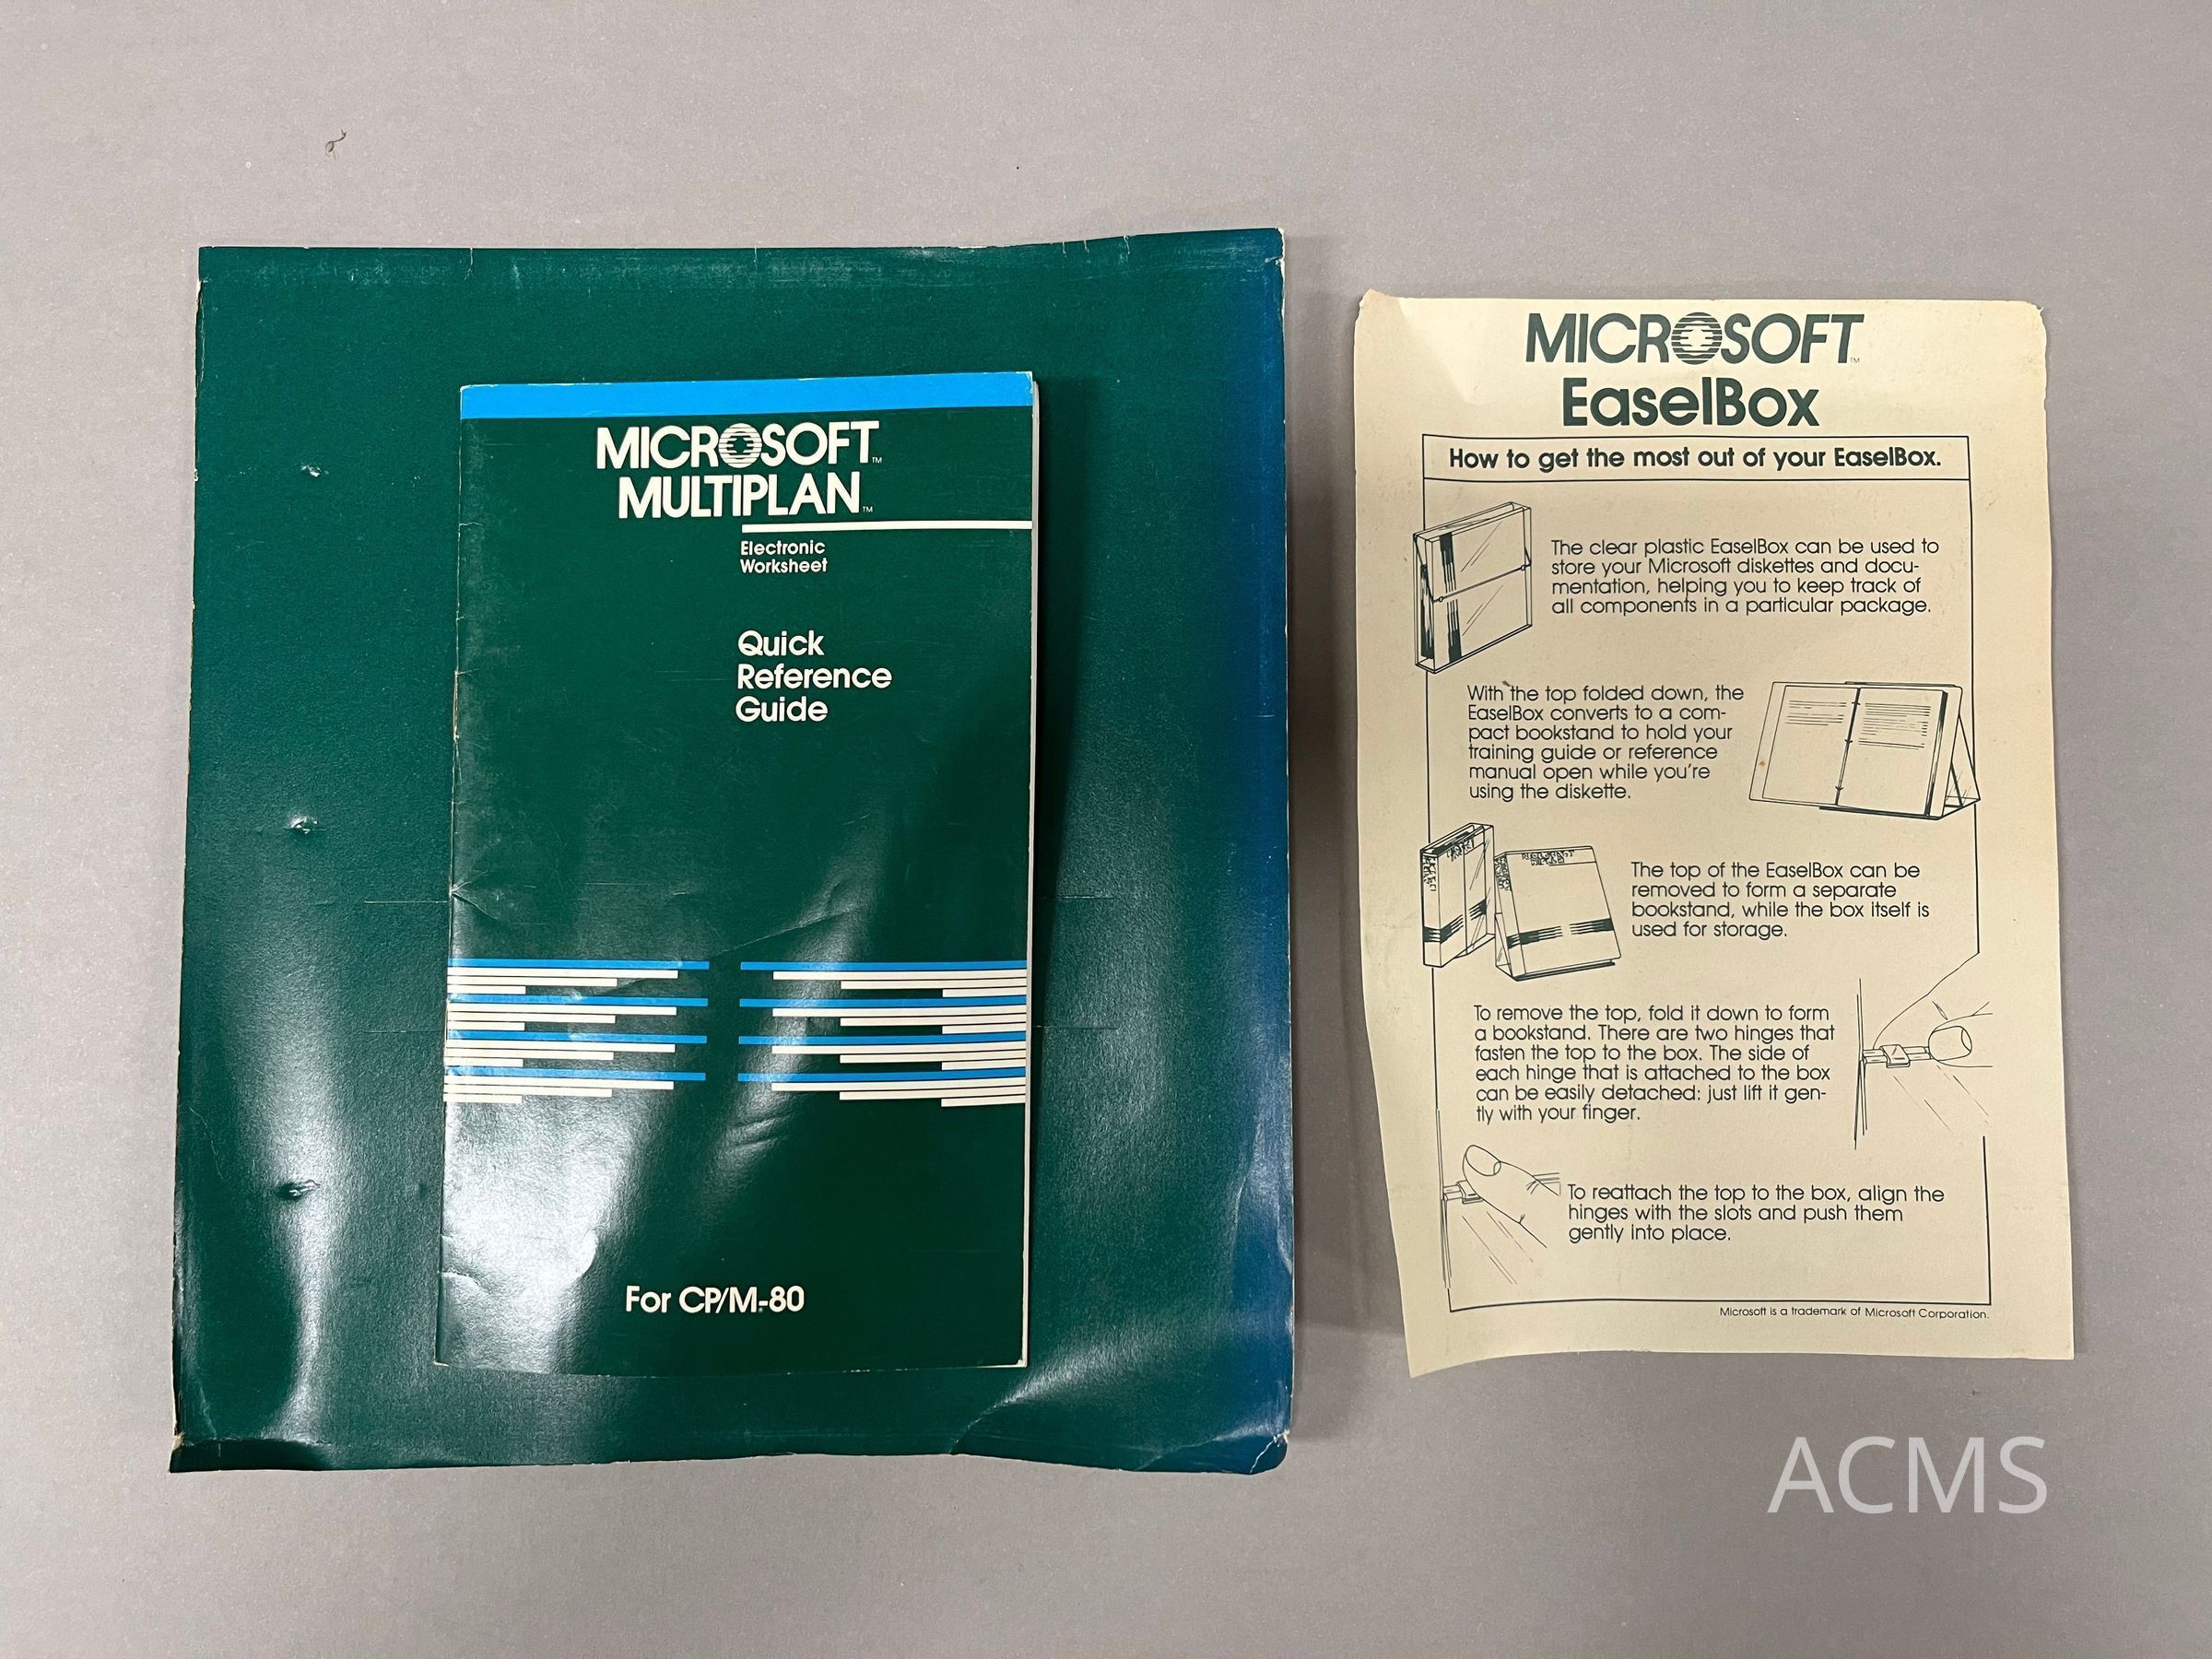 MICROSOFT™
MULTIPLAN™
Electronic
Worksheet
Quick
Reference
Guide
For CP/M-80
MICROSOFT™
EaselBox
How to get the most out of your EaselBox.
The clear plastic EaselBox can be used to
store your Microsoft diskettes and docu-
mentation, helping you to keep track of
all components in a particular package.
With the top folded down, the
EaselBox converts to a com-
pact bookstand to hold your
training guide or reference
manual open while you're
using the diskette.
The top of the EaselBox can be
removed to form a separate
bookstand, while the box itself is
used for storage.
To remove the top, fold it down to form
a bookstand. There are two hinges that
fasten the top to the box. The side of
each hinge that is attached to the box
can be easily detached: just lift it gen-
tly with your finger.
To reattach the top to the box, align the
hinges with the slots and push them
gently into place.
Microsoft is a trademark of Microsoft Corporation.
ACMS